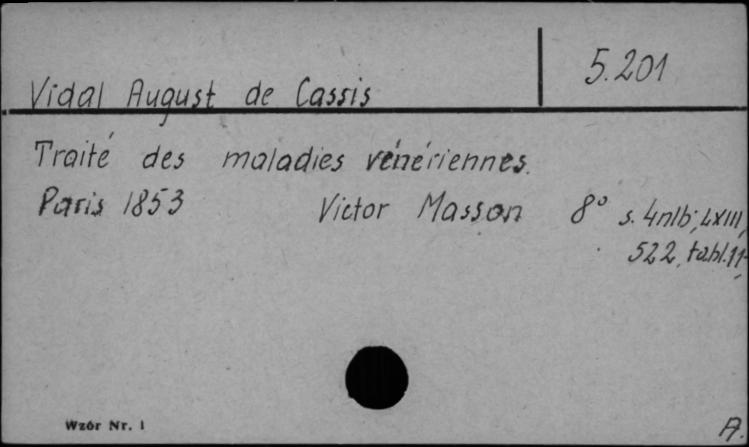 5.201
Vidal August de Cassis
Traité des maladies vénériennes.
Paris 1853 Victor Masson 8° s. 4nlb; LXIII,
522, tabl. 11
Wzór Nr. 1
A.